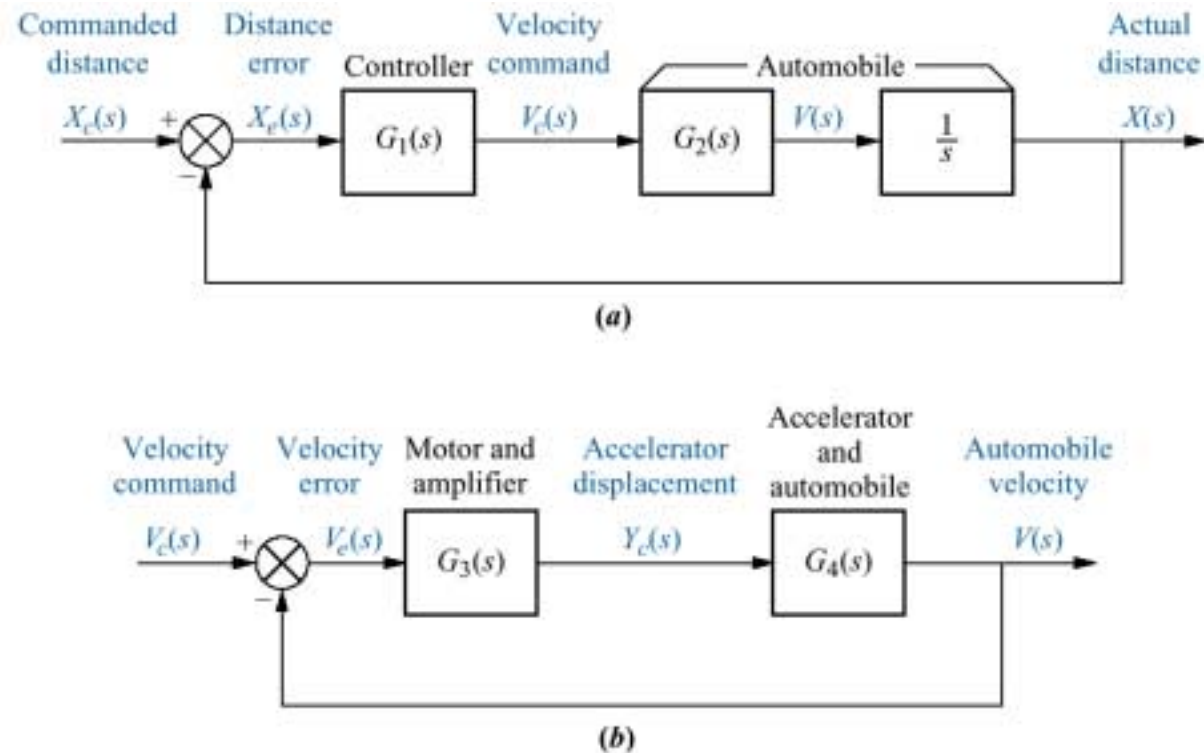 Commanded distance
Distance error
Controller
Velocity command
Automobile
Actual distance
X_c(s)
+
−
X_e(s)
G_1(s)
V_c(s)
G_2(s)
V(s)
1/s
X(s)
(a)
Velocity command
Velocity error
Motor and amplifier
Accelerator displacement
Accelerator and automobile
Automobile velocity
V_c(s)
+
−
V_e(s)
G_3(s)
Y_c(s)
G_4(s)
V(s)
(b)